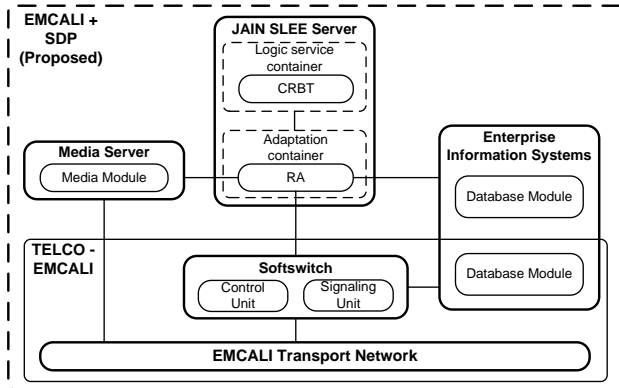 EMCALI +
SDP
(Proposed)
JAIN SLEE Server
Logic service
container
CRBT
Adaptation
container
RA
Media Server
Media Module
Enterprise
Information Systems
Database Module
Database Module
TELCO -
EMCALI
Softswitch
Control
Unit
Signaling
Unit
EMCALI Transport Network